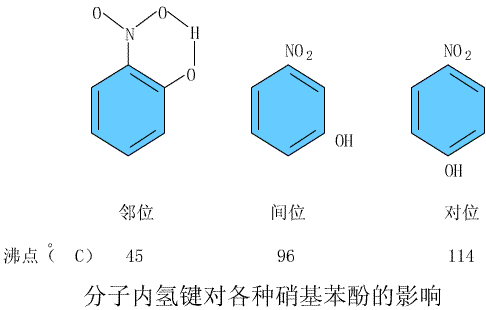 O O
N H
O
NO2 NO2
OH
OH
邻位 间位 对位
沸点(°C) 45 96 114
分子内氢键对各种硝基苯酚的影响